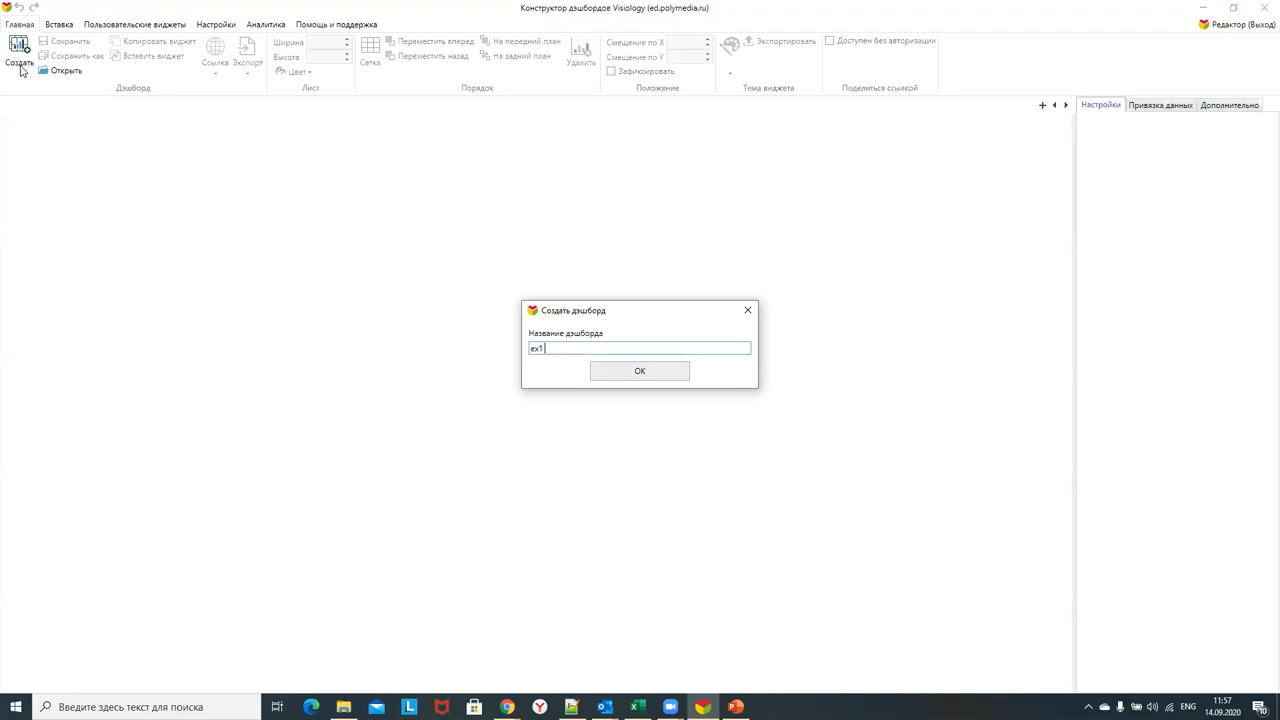 Конструктор дэшбордов Visiology (ed.polymedia.ru)
Главная Вставка Пользовательские виджеты Настройки Аналитика Помощь и поддержка Редактор (Выход)
Создать
Сохранить
Сохранить как
Открыть
Копировать виджет
Вставить виджет
Ссылка
Экспорт
Дэшборд
Ширина
Высота
Цвет
Лист
Сетка
Переместить вперед
Переместить назад
На передний план
На задний план
Удалить
Порядок
Смещение по X
Смещение по Y
Зафиксировать
Положение
Экспортировать
Тема виджета
Доступен без авторизации
Поделиться ссылкой
Настройки Привязка данных Дополнительно
Создать дэшборд
Название дэшборда
ex1
OK
Введите здесь текст для поиска
ENG
11:57
14.09.2020
10